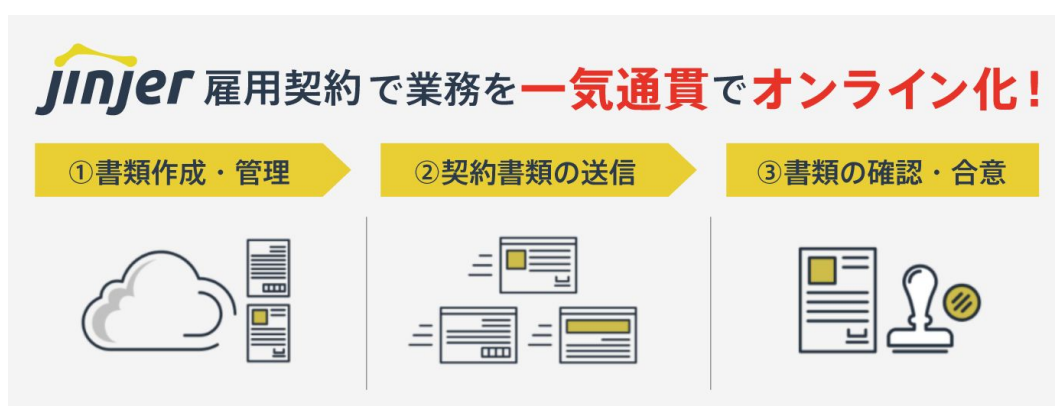 jinjer 雇用契約で業務を一気通貫でオンライン化!
①書類作成・管理
②契約書類の送信
③書類の確認・合意